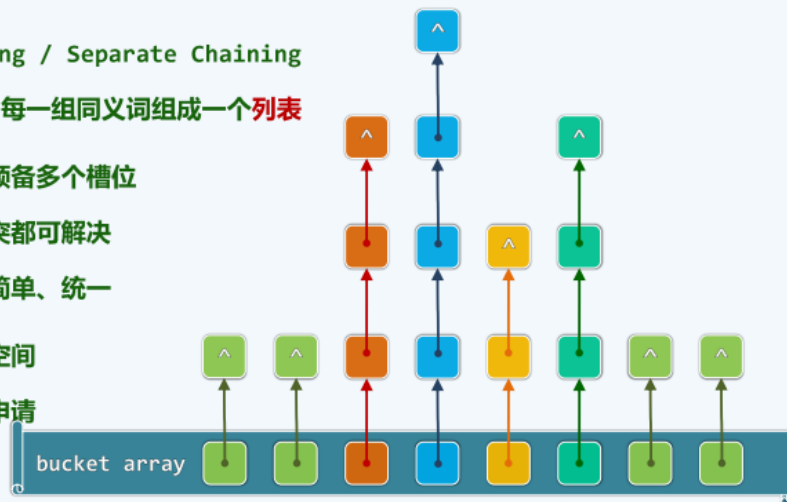 ng / Separate Chaining
每一组同义词组成一个列表
预备多个槽位
突都可解决
简单、统一
空间
申请
bucket array
^
^
^
^
^
^
^
^